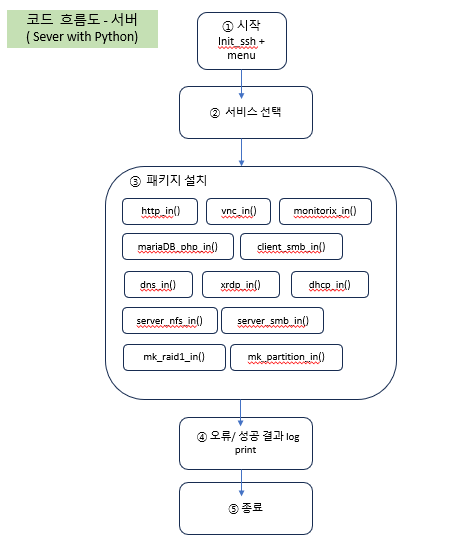 코드 흐름도 - 서버
( Sever with Python)
① 시작
Init_ssh +
menu
② 서비스 선택
③ 패키지 설치
http_in()
vnc_in()
monitorix_in()
mariaDB_php_in()
client_smb_in()
dns_in()
xrdp_in()
dhcp_in()
server_nfs_in()
server_smb_in()
mk_raid1_in()
mk_partition_in()
④ 오류/ 성공 결과 log
print
⑤ 종료